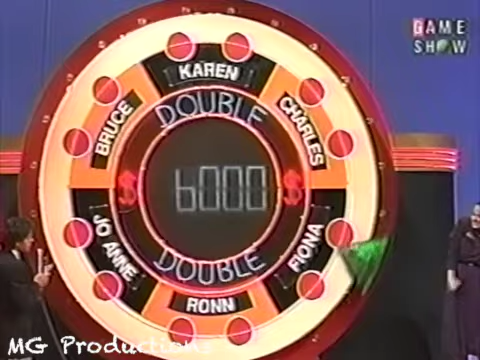 GAME
SHOW
KAREN
BRUCE
CHARLES
DOUBLE
$ 6000 $
DOUBLE
JO ANNE
FIONA
RONN
MG Productions